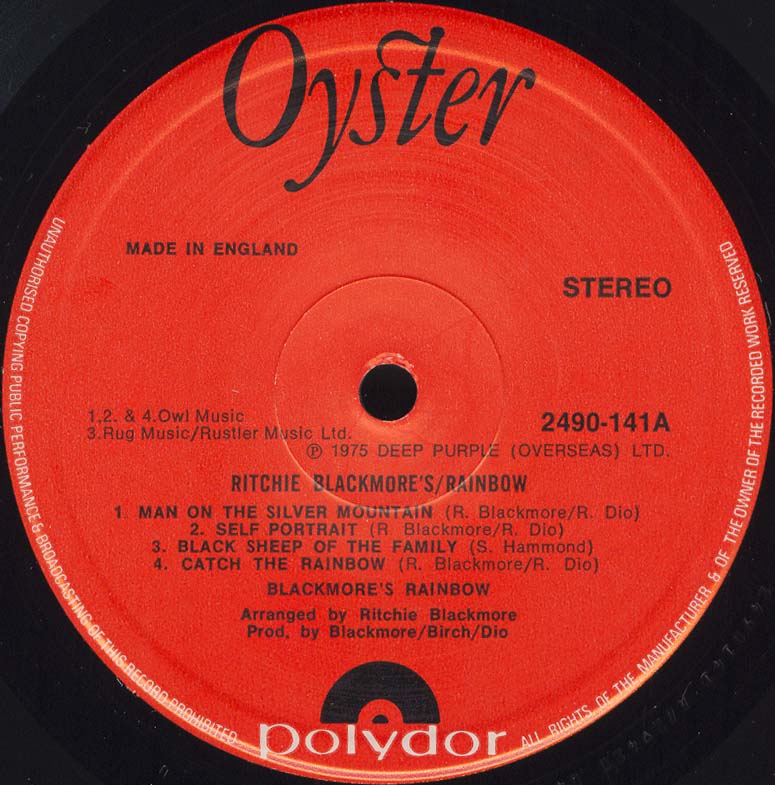 Oyster
MADE IN ENGLAND
STEREO
1,2. & 4.Owl Music
3.Rug Music/Rustler Music Ltd.
2490-141A
℗ 1975 DEEP PURPLE (OVERSEAS) LTD.
RITCHIE BLACKMORE'S/RAINBOW
1. MAN ON THE SILVER MOUNTAIN (R. Blackmore/R. Dio)
2. SELF PORTRAIT (R Blackmore/R. Dio)
3. BLACK SHEEP OF THE FAMILY (S. Hammond)
4. CATCH THE RAINBOW (R. Blackmore/R. Dio)
BLACKMORE'S RAINBOW
Arranged by Ritchie Blackmore
Prod. by Blackmore/Birch/Dio
polydor
UNAUTHORISED COPYING PUBLIC PERFORMANCE & BROADCASTING OF THIS RECORD PROHIBITED
ALL RIGHTS OF THE MANUFACTURER & OF THE OWNER OF THE RECORDED WORK RESERVED